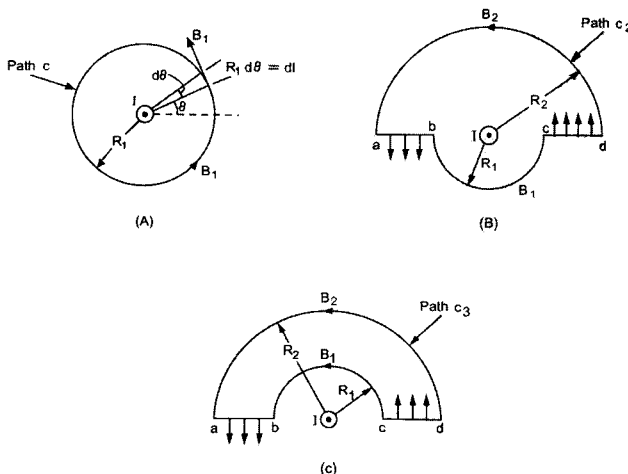 B₁
Path c
dθ
R₁ dθ = dl
I
θ
R₁
B₁
(A)
B₂
Path c₂
R₂
a
b
I
c
d
R₁
B₁
(B)
B₂
Path c₃
R₂
B₁
R₁
a
b
I
c
d
(c)